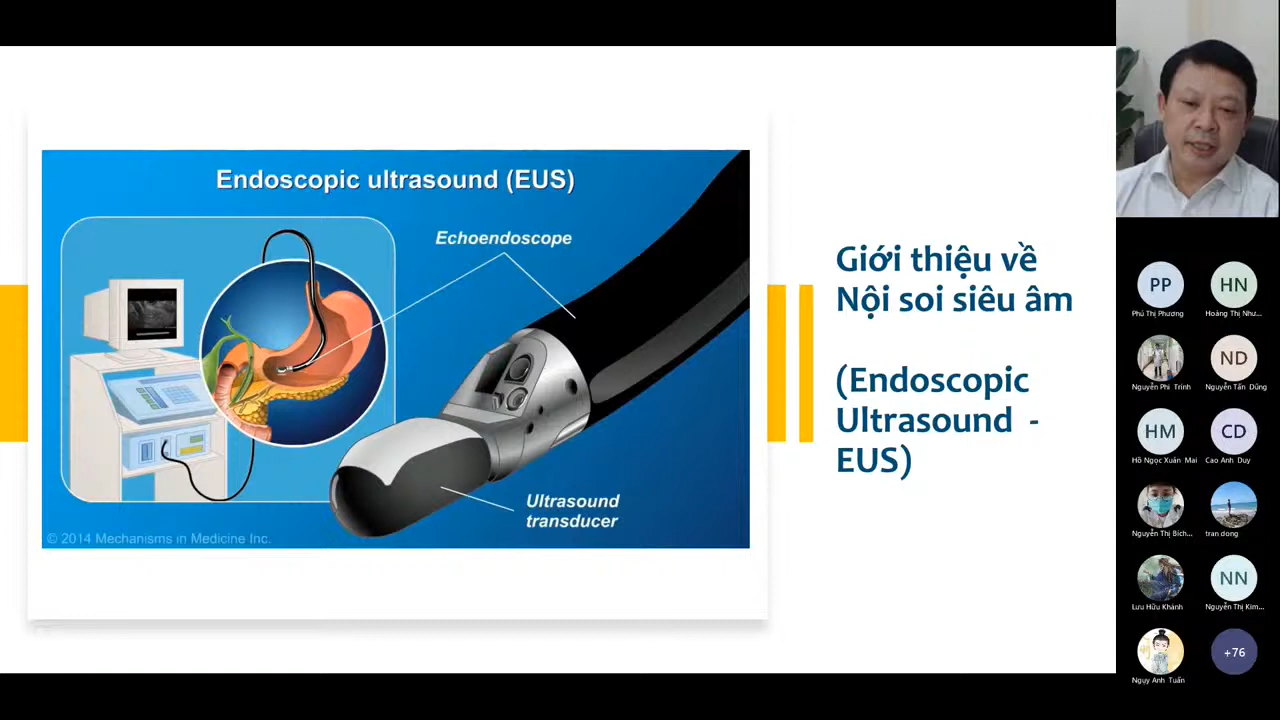 Endoscopic ultrasound (EUS)
Echoendoscope
Ultrasound
transducer
© 2014 Mechanisms in Medicine Inc.
Giới thiệu về
Nội soi siêu âm
(Endoscopic
Ultrasound -
EUS)
PP
HN
Phú Thị Phương
Hoàng Thị Như...
ND
Nguyễn Phi Trinh
Nguyễn Tấn Dũng
HM
CD
Hồ Ngọc Xuân Mai
Cao Anh Duy
Nguyễn Thị Bích...
tran dong
NN
Lưu Hữu Khánh
Nguyễn Thị Kim...
+76
Ngụy Anh Tuấn